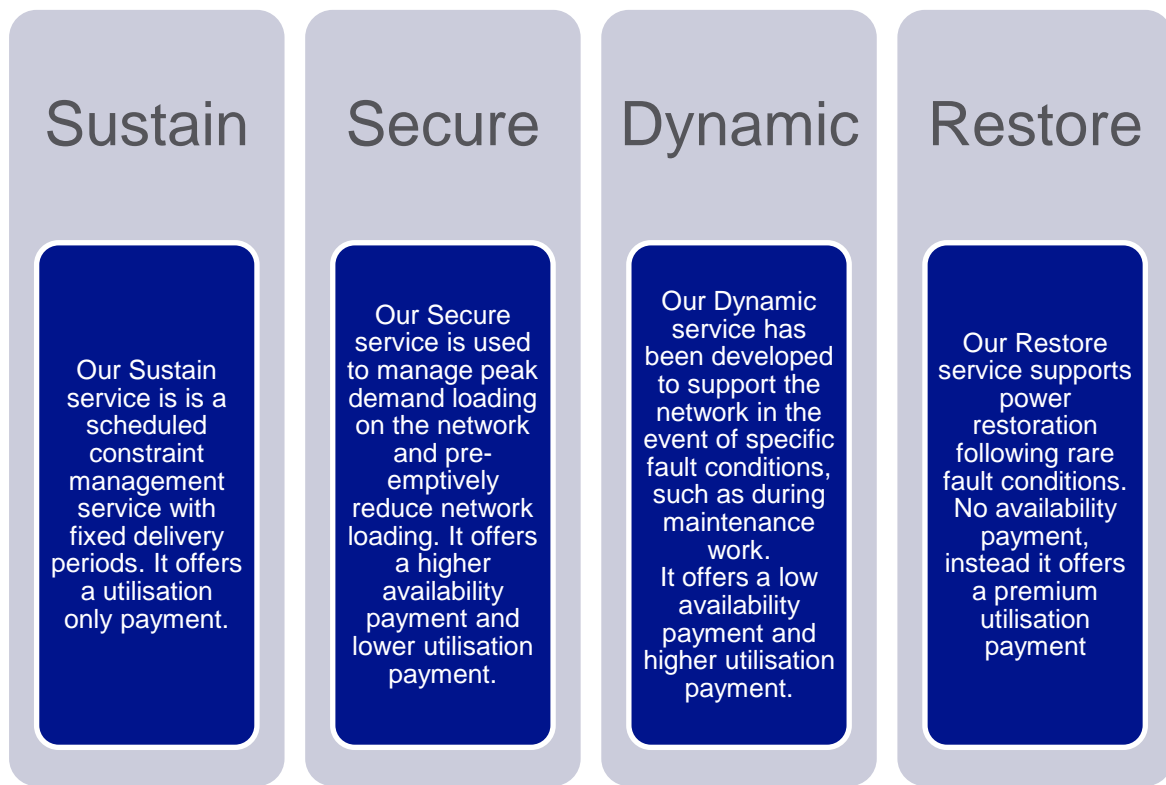 Sustain
Our Sustain
service is is a
scheduled
constraint
management
service with
fixed delivery
periods. It offers
a utilisation
only payment.
Secure
Our Secure
service is used
to manage peak
demand loading
on the network
and pre-
emptively
reduce network
loading. It offers
a higher
availability
payment and
lower utilisation
payment.
Dynamic
Our Dynamic
service has
been developed
to support the
network in the
event of specific
fault conditions,
such as during
maintenance
work.
It offers a low
availability
payment and
higher utilisation
payment.
Restore
Our Restore
service supports
power
restoration
following rare
fault conditions.
No availability
payment,
instead it offers
a premium
utilisation
payment